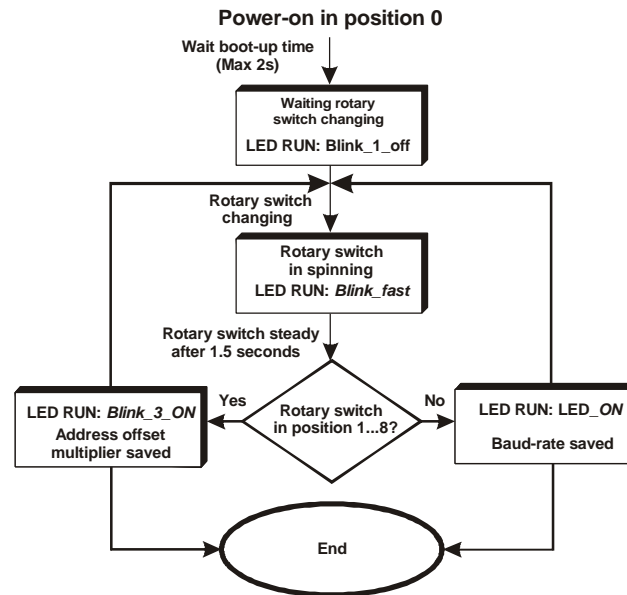 Power-on in position 0
Wait boot-up time
(Max 2s)
Waiting rotary
switch changing
LED RUN: Blink_1_off
Rotary switch
changing
Rotary switch
in spinning
LED RUN: Blink_fast
Rotary switch steady
after 1.5 seconds
Yes
No
LED RUN: Blink_3_ON
Address offset
multiplier saved
Rotary switch
in position 1...8?
LED RUN: LED_ON
Baud-rate saved
End